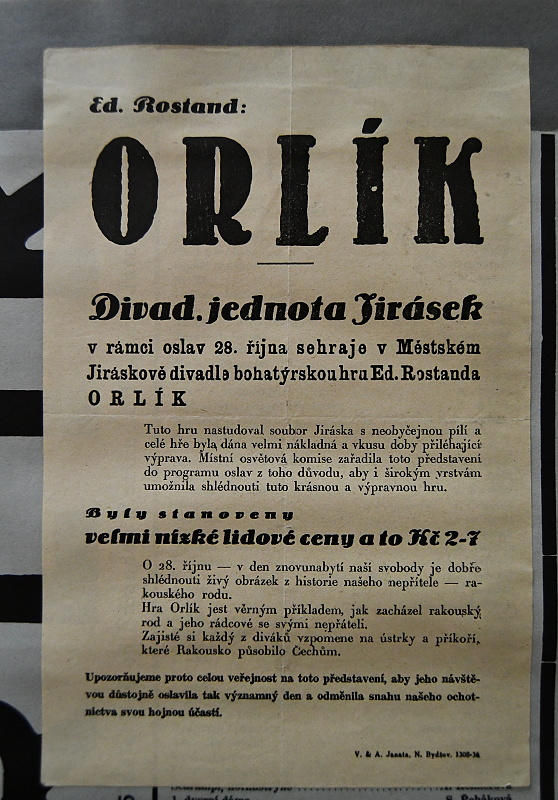 Ed. Rostand:
ORLÍK
Divad. jednota Jirásek
v rámci oslav 28. října sehraje v Městském
Jiráskově divadle bohatýrskou hru Ed. Rostanda
ORLÍK
Tuto hru nastudoval soubor Jiráska s neobyčejnou pílí a
celé hře byla dána velmi nákladná a vkusu doby přiléhající
výprava. Místní osvětová komise zařadila toto představení
do programu oslav z toho důvodu, aby i širokým vrstvám
umožnila shlédnouti tuto krásnou a výpravnou hru.
Byly stanoveny
velmi nízké lidové ceny a to Kč 2-7
O 28. říjnu — v den znovunabytí naší svobody je dobře
shlédnouti živý obrázek z historie našeho nepřítele — ra-
kouského rodu.
Hra Orlík jest věrným příkladem, jak zacházel rakouský
rod a jeho rádcové se svými nepřáteli.
Zajisté si každý z diváků vzpomene na ústrky a příkoří,
které Rakousko působilo Čechům.
Upozorňujeme proto celou veřejnost na toto představení, aby jeho návště-
vou důstojně oslavila tak významný den a odměnila snahu našeho ochot-
nictva svou hojnou účastí.
V. & A. Janata, N. Bydžov. 1308-36